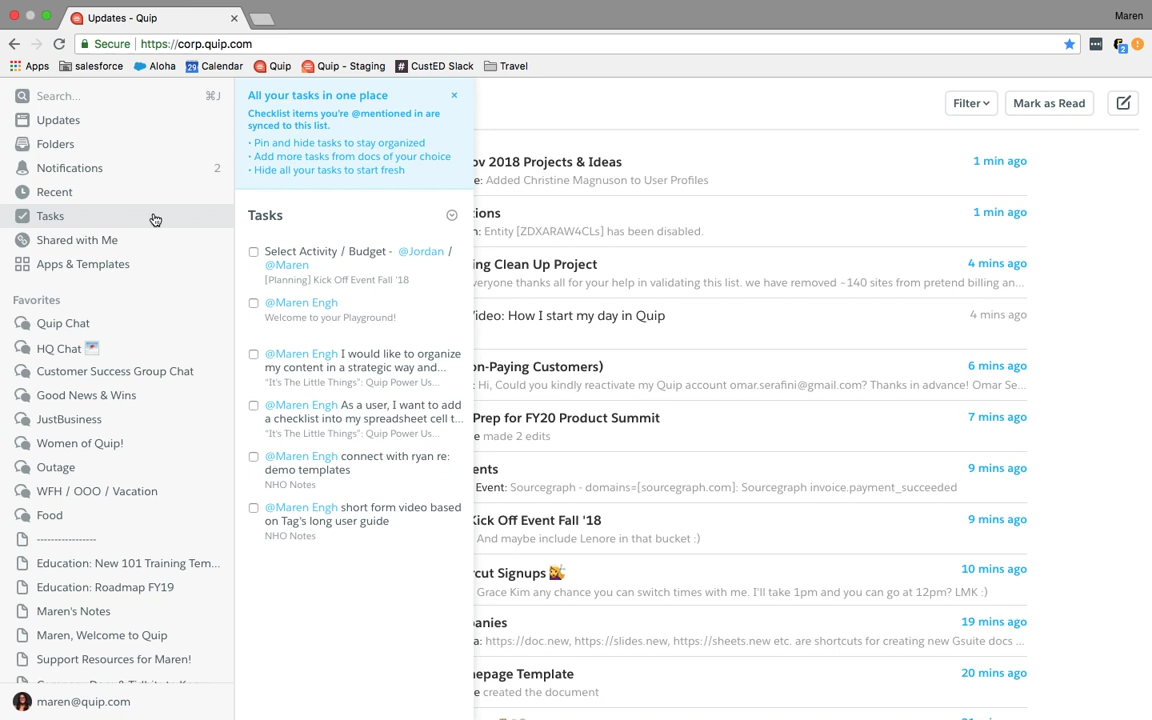 Updates - Quip
Maren
Secure
https://corp.quip.com
2
Apps
salesforce
Aloha
29 Calendar
Quip
Quip - Staging
CustED Slack
Travel
Search...
⌘J
Updates
Folders
Notifications
2
Recent
Tasks
Shared with Me
Apps & Templates
Favorites
Quip Chat
HQ Chat
Customer Success Group Chat
Good News & Wins
JustBusiness
Women of Quip!
Outage
WFH / OOO / Vacation
Food
----------------
Education: New 101 Training Tem...
Education: Roadmap FY19
Maren's Notes
Maren, Welcome to Quip
Support Resources for Maren!
maren@quip.com
All your tasks in one place
Checklist items you're @mentioned in are
synced to this list.
• Pin and hide tasks to stay organized
• Add more tasks from docs of your choice
• Hide all your tasks to start fresh
Tasks
Select Activity / Budget - @Jordan /
@Maren
[Planning] Kick Off Event Fall '18
@Maren Engh
Welcome to your Playground!
@Maren Engh I would like to organize
my content in a strategic way and...
"It's The Little Things": Quip Power Us...
@Maren Engh As a user, I want to add
a checklist into my spreadsheet cell t...
"It's The Little Things": Quip Power Us...
@Maren Engh connect with ryan re:
demo templates
NHO Notes
@Maren Engh short form video based
on Tag's long user guide
NHO Notes
Filter
Mark as Read
ov 2018 Projects & Ideas
1 min ago
e: Added Christine Magnuson to User Profiles
ions
1 min ago
n: Entity [ZDXARAW4CLs] has been disabled.
ing Clean Up Project
4 mins ago
veryone thanks all for your help in validating this list. we have removed ~140 sites from pretend billing an...
ideo: How I start my day in Quip
4 mins ago
on-Paying Customers)
6 mins ago
: Hi, Could you kindly reactivate my Quip account omar.serafini@gmail.com? Thanks in advance! Omar Se...
Prep for FY20 Product Summit
7 mins ago
e made 2 edits
ents
9 mins ago
Event: Sourcegraph - domains=[sourcegraph.com]: Sourcegraph invoice.payment_succeeded
Kick Off Event Fall '18
9 mins ago
And maybe include Lenore in that bucket :)
rcut Signups
10 mins ago
Grace Kim any chance you can switch times with me. I'll take 1pm and you can go at 12pm? LMK :)
panies
19 mins ago
a: https://doc.new, https://slides.new, https://sheets.new etc. are shortcuts for creating new Gsuite docs ...
mepage Template
20 mins ago
e created the document